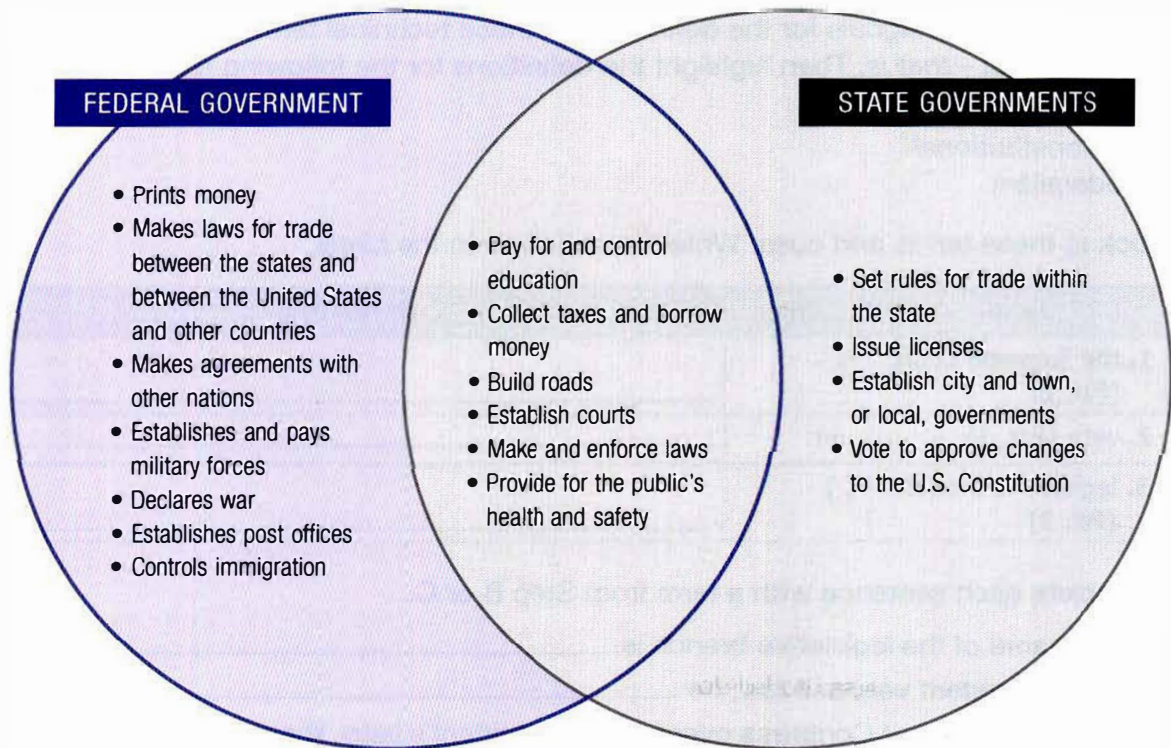 FEDERAL GOVERNMENT
• Prints money
• Makes laws for trade
between the states and
between the United States
and other countries
• Makes agreements with
other nations
• Establishes and pays
military forces
• Declares war
• Establishes post offices
• Controls immigration
• Pay for and control
education
• Collect taxes and borrow
money
• Build roads
• Establish courts
• Make and enforce laws
• Provide for the public's
health and safety
STATE GOVERNMENTS
• Set rules for trade within
the state
• Issue licenses
• Establish city and town,
or local, governments
• Vote to approve changes
to the U.S. Constitution